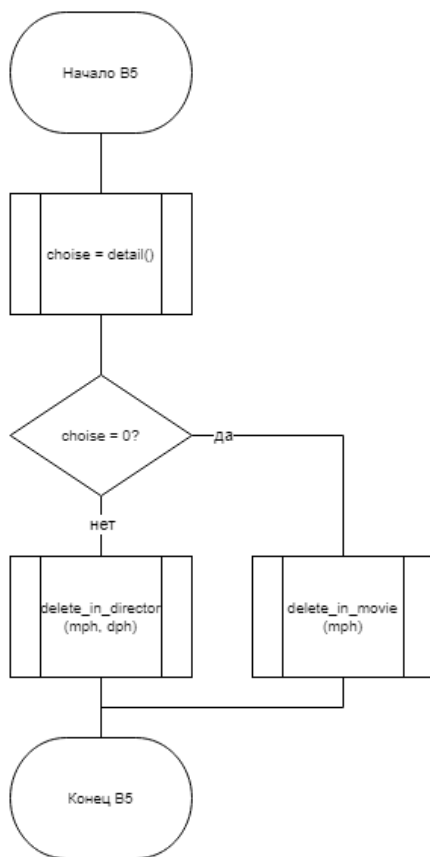 Начало B5
choise = detail()
choise = 0?
да
нет
delete_in_director
(mph, dph)
delete_in_movie
(mph)
Конец B5